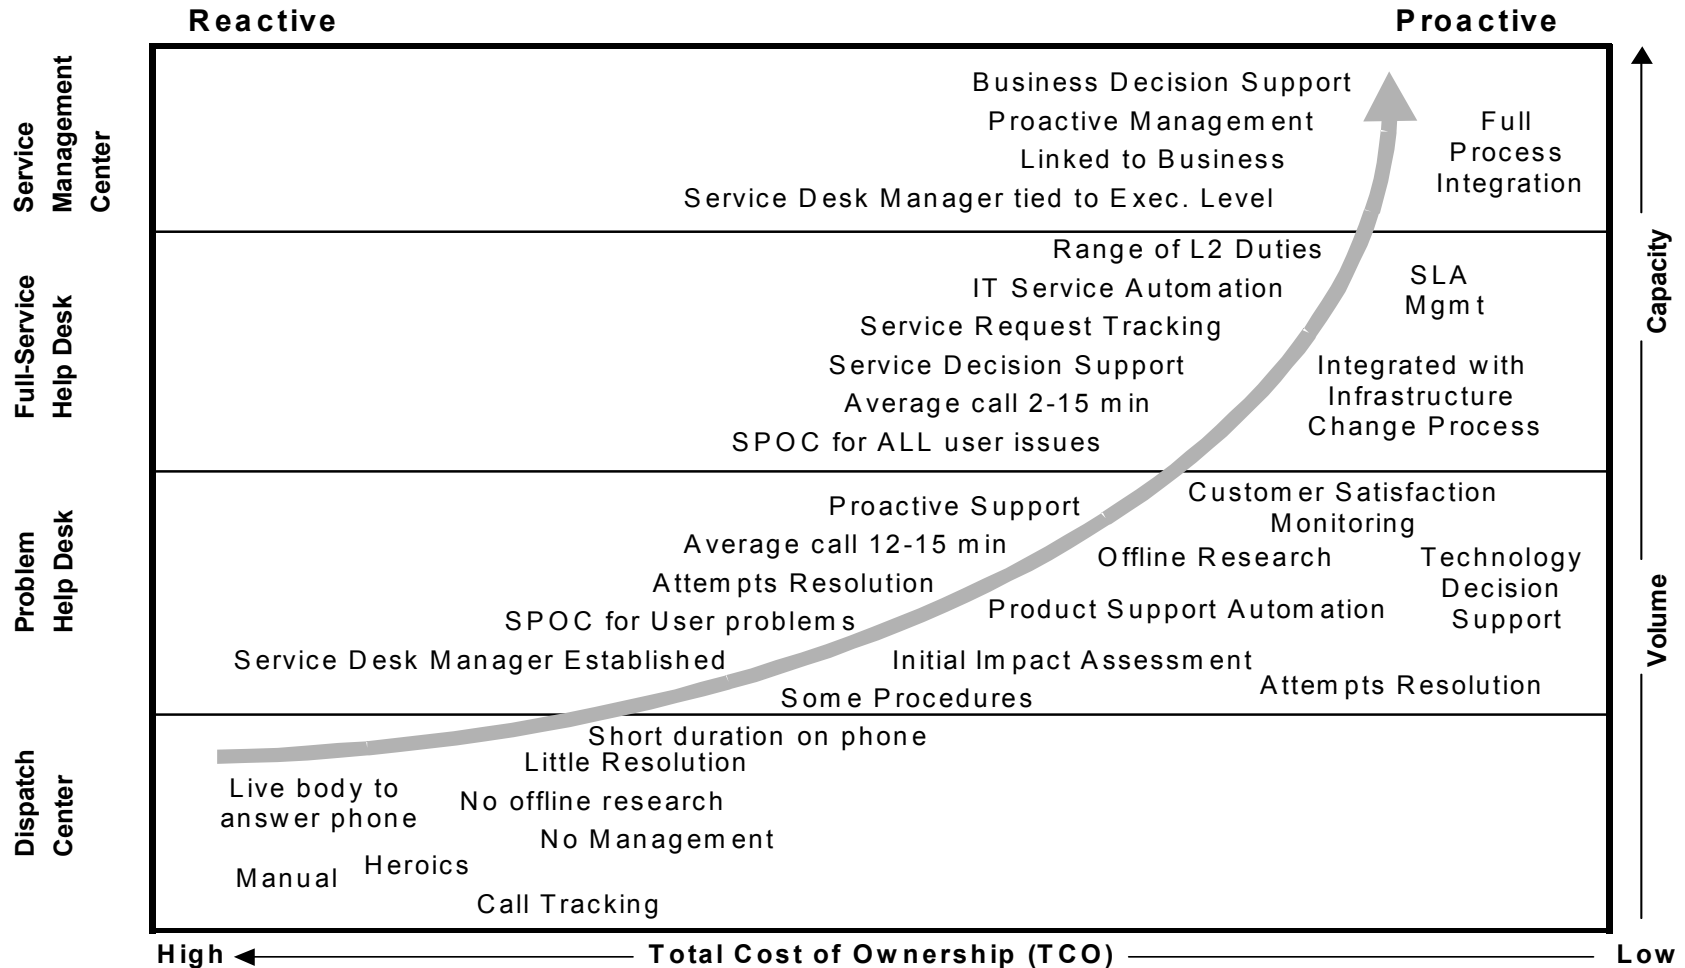 Reactive
Proactive
Service
Management
Center
Business Decision Support
Proactive Management
Linked to Business
Service Desk Manager tied to Exec. Level
Full
Process
Integration
Full-Service
Help Desk
Range of L2 Duties
IT Service Automation
Service Request Tracking
Service Decision Support
Average call 2-15 min
SPOC for ALL user issues
SLA
Mgmt
Integrated with
Infrastructure
Change Process
Capacity
Problem
Help Desk
Proactive Support
Average call 12-15 min
Attempts Resolution
SPOC for User problems
Service Desk Manager Established
Customer Satisfaction
Monitoring
Offline Research
Technology
Decision
Support
Product Support Automation
Initial Impact Assessment
Attempts Resolution
Some Procedures
Volume
Dispatch
Center
Short duration on phone
Little Resolution
Live body to
answer phone
No offline research
No Management
Heroics
Manual
Call Tracking
High
Total Cost of Ownership (TCO)
Low